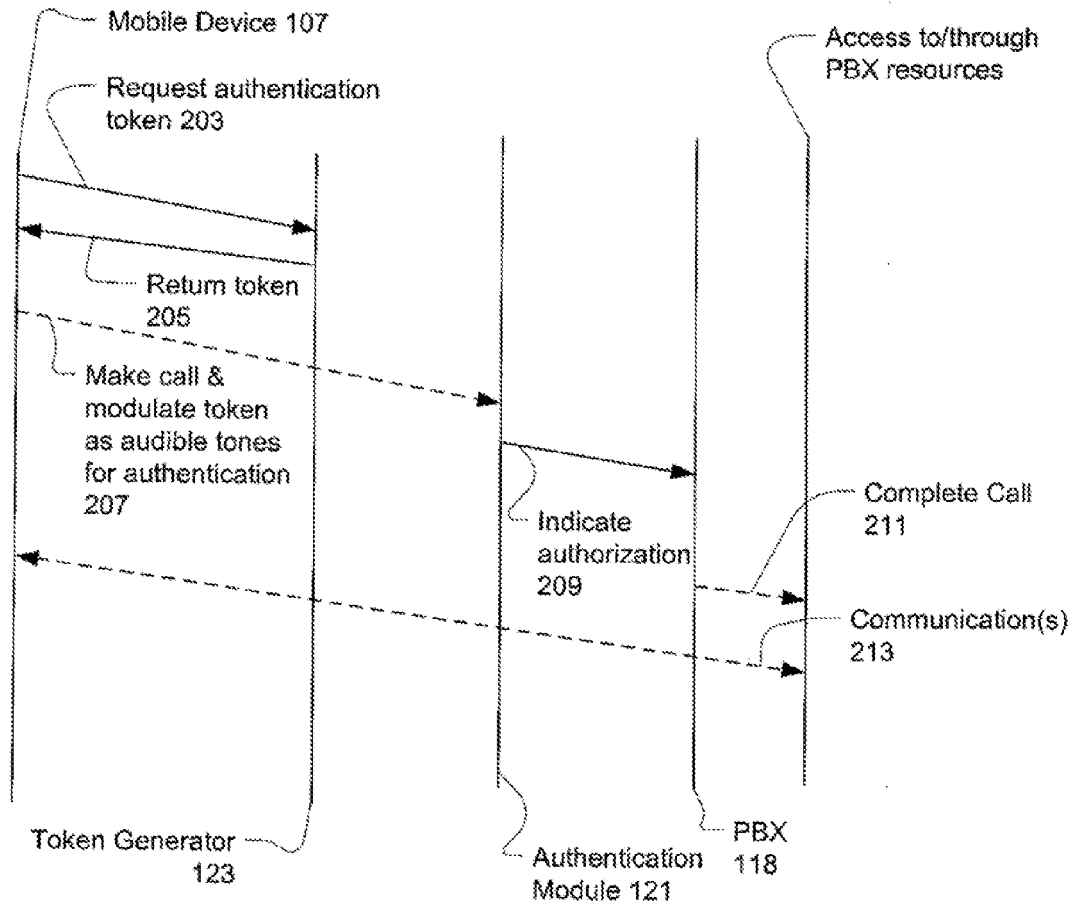 Mobile Device 107
Access to/through
PBX resources
Request authentication
token 203
Return token
205
Make call &
modulate token
as audible tones
for authentication
207
Indicate
authorization
209
Complete Call
211
Communication(s)
213
Token Generator
123
Authentication
Module 121
PBX
118